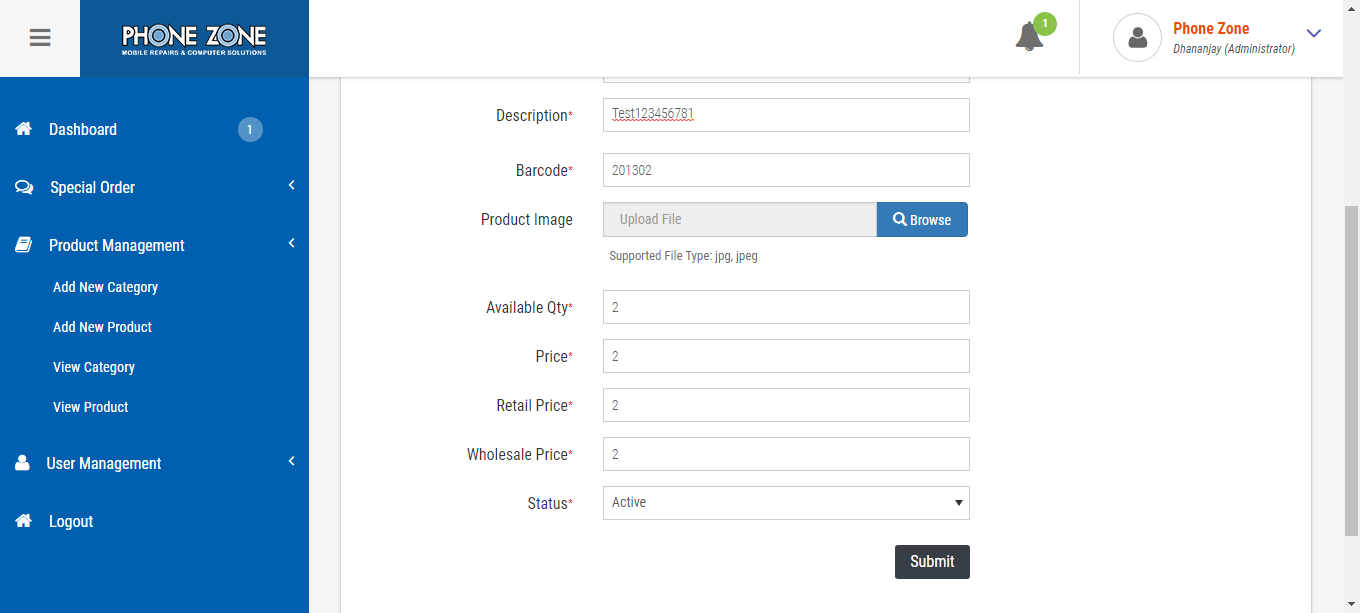 PHONE ZONE
MOBILE REPAIRS & COMPUTER SOLUTIONS
1
Phone Zone
Dhananjay (Administrator)
Dashboard
1
Special Order
Product Management
Add New Category
Add New Product
View Category
View Product
User Management
Logout
Description*
Test123456781
Barcode*
201302
Product Image
Upload File
Browse
Supported File Type: jpg, jpeg
Available Qty*
2
Price*
2
Retail Price*
2
Wholesale Price*
2
Status*
Active
Submit